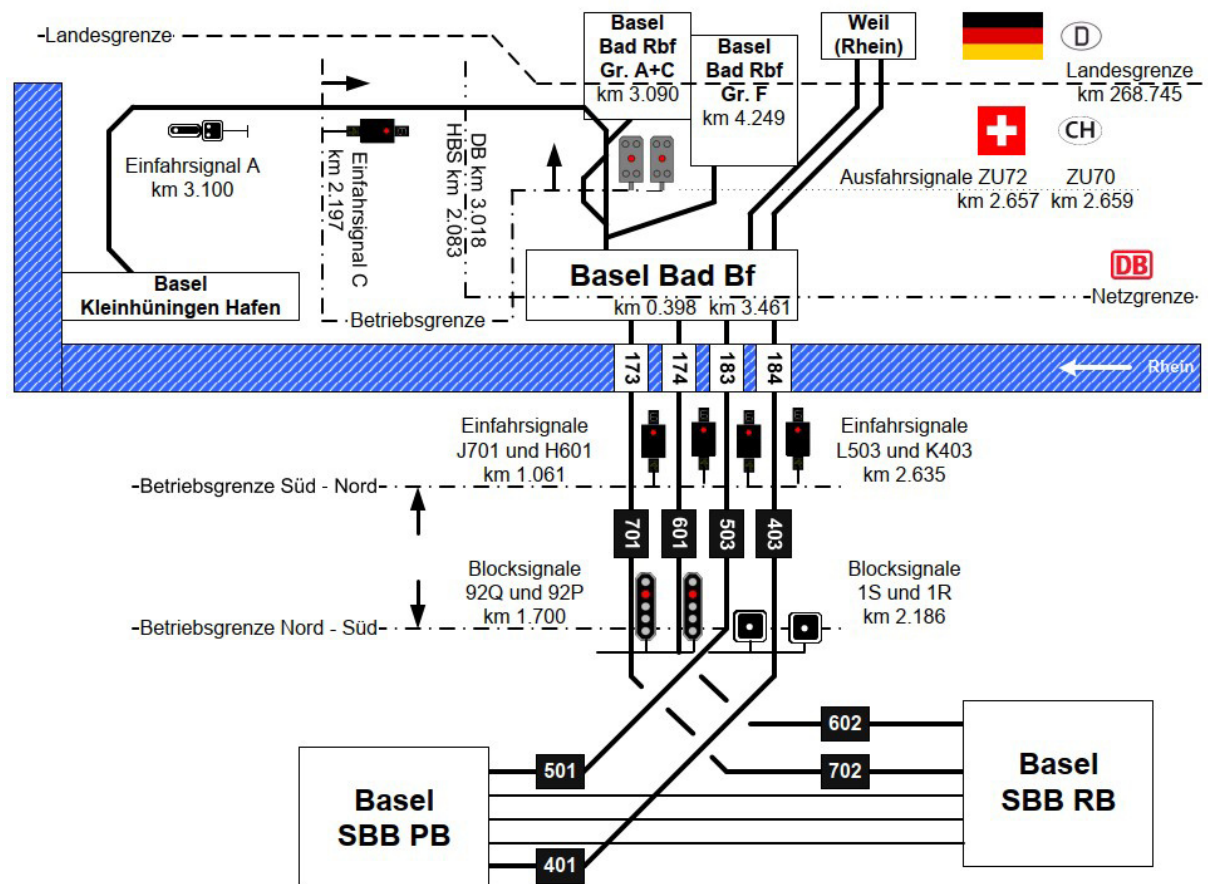 Landesgrenze
Basel
Bad Rbf
Gr. A+C
km 3.090
Basel
Bad Rbf
Gr. F
km 4.249
Weil
(Rhein)
D
Landesgrenze
km 268.745
CH
Einfahrsignal A
km 3.100
Einfahrsignal C
km 2.197
DB km 3.018
HBS km 2.083
Ausfahrsignale ZU72 ZU70
km 2.657 km 2.659
Basel
Kleinhüningen Hafen
Betriebsgrenze
Basel Bad Bf
km 0.398 km 3.461
DB
Netzgrenze
173
174
183
184
Rhein
Einfahrsignale
J701 und H601
km 1.061
Einfahrsignale
L503 und K403
km 2.635
Betriebsgrenze Süd - Nord
701
601
503
403
Blocksignale
92Q und 92P
km 1.700
Blocksignale
1S und 1R
km 2.186
Betriebsgrenze Nord - Süd
602
702
501
401
Basel
SBB PB
Basel
SBB RB